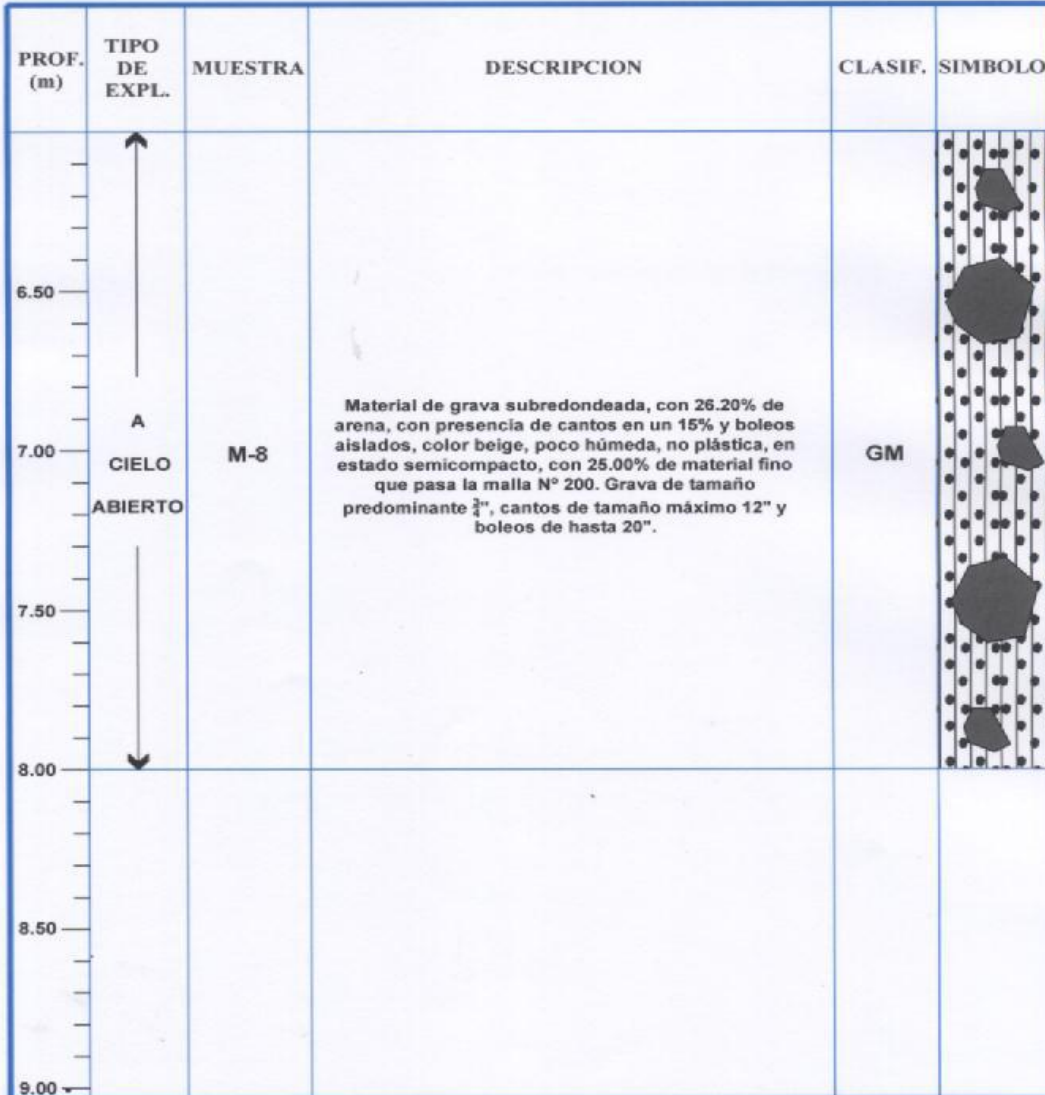 PROF.
(m)
TIPO
DE
EXPL.
MUESTRA
DESCRIPCION
CLASIF.
SIMBOLO
6.50
7.00
7.50
8.00
8.50
9.00
A
CIELO
ABIERTO
M-8
Material de grava subredondeada, con 26.20% de
arena, con presencia de cantos en un 15% y boleos
aislados, color beige, poco húmeda, no plástica, en
estado semicompacto, con 25.00% de material fino
que pasa la malla Nº 200. Grava de tamaño
predominante ¾", cantos de tamaño máximo 12" y
boleos de hasta 20".
GM